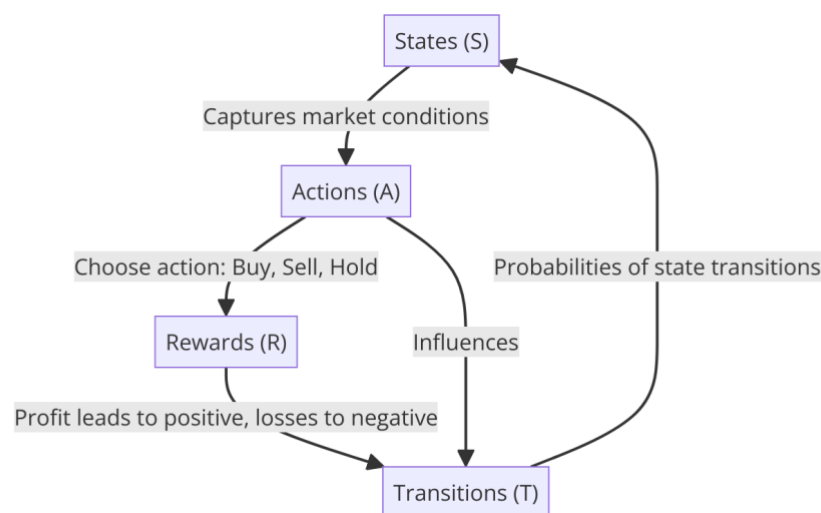 States (S)
Captures market conditions
Actions (A)
Choose action: Buy, Sell, Hold
Probabilities of state transitions
Rewards (R)
Influences
Profit leads to positive, losses to negative
Transitions (T)